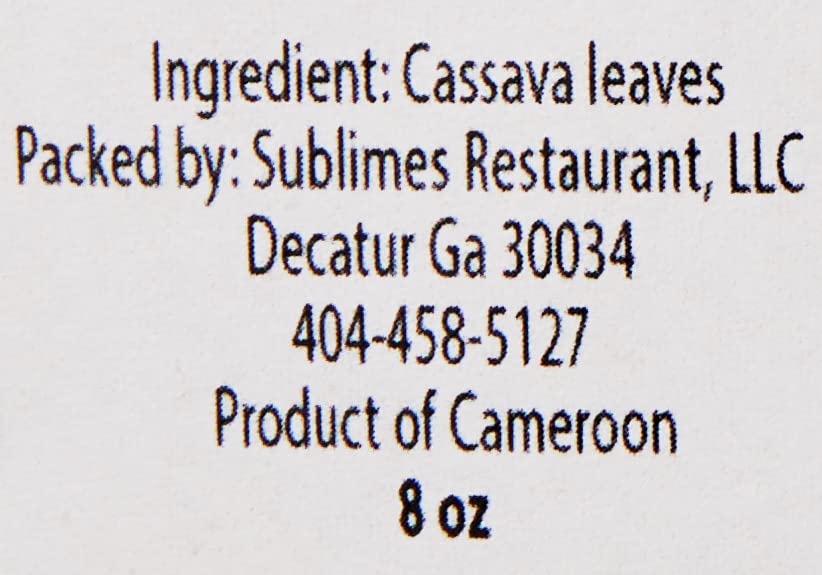 Ingredient: Cassava leaves
Packed by: Sublimes Restaurant, LLC
Decatur Ga 30034
404-458-5127
Product of Cameroon
8 oz